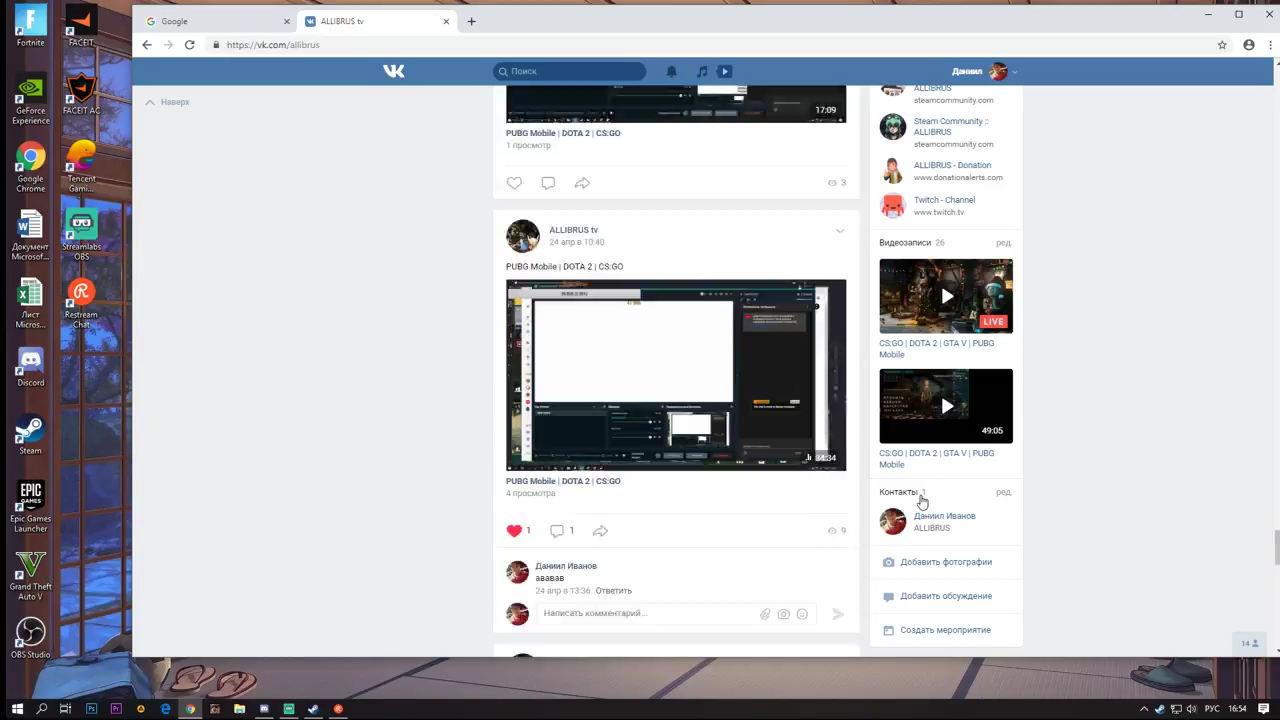 Google
ALLIBRUS tv
https://vk.com/allibrus
Поиск
Даниил
Наверх
Fortnite
FACEIT
GeForce
Experience
FACEIT AC
Google
Chrome
Tencent
Gami...
Документ
Microsof...
Streamlabs
OBS
Лист
Micros...
Restream
Chat
Discord
Steam
Epic Games
Launcher
Grand Theft
Auto V
OBS Studio
17:09
PUBG Mobile | DOTA 2 | CS:GO
1 просмотр
3
ALLIBRUS tv
24 апр в 10:40
PUBG Mobile | DOTA 2 | CS:GO
34:34
PUBG Mobile | DOTA 2 | CS:GO
4 просмотра
1
1
9
Даниил Иванов
ававав
24 апр в 13:36 Ответить
Написать комментарий...
ALLIBRUS
steamcommunity.com
Steam Community ::
ALLIBRUS
steamcommunity.com
ALLIBRUS - Donation
www.donationalerts.com
Twitch - Channel
www.twitch.tv
Видеозаписи 26 ред.
LIVE
CS:GO | DOTA 2 | GTA V | PUBG
Mobile
49:05
CS:GO | DOTA 2 | GTA V | PUBG
Mobile
Контакты 1 ред.
Даниил Иванов
ALLIBRUS
Добавить фотографии
Добавить обсуждение
Создать мероприятие
14
РУС 16:54